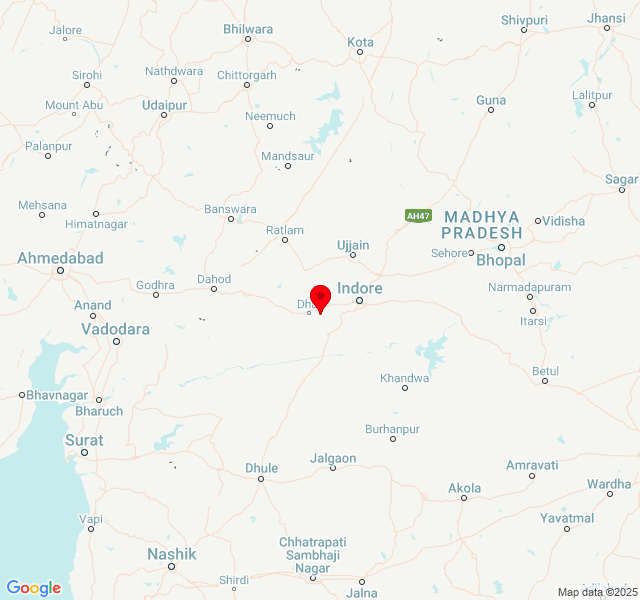 Jalore
Bhilwara
Kota
Shivpuri
Jhansi
Sirohi
Nathdwara
Chittorgarh
Mount Abu
Udaipur
Neemuch
Guna
Lalitpur
Palanpur
Mandsaur
Sagar
Mehsana
Himatnagar
Banswara
Ratlam
AH47
MADHYA
PRADESH
Vidisha
Ahmedabad
Ujjain
Sehore
Bhopal
Godhra
Dahod
Indore
Narmadapuram
Anand
Itarsi
Vadodara
Khandwa
Betul
Bhavnagar
Bharuch
Surat
Burhanpur
Dhule
Jalgaon
Amravati
Akola
Wardha
Vapi
Yavatmal
Nashik
Chhatrapati
Sambhaji
Nagar
Shirdi
Jalna
Google
Map data ©2025